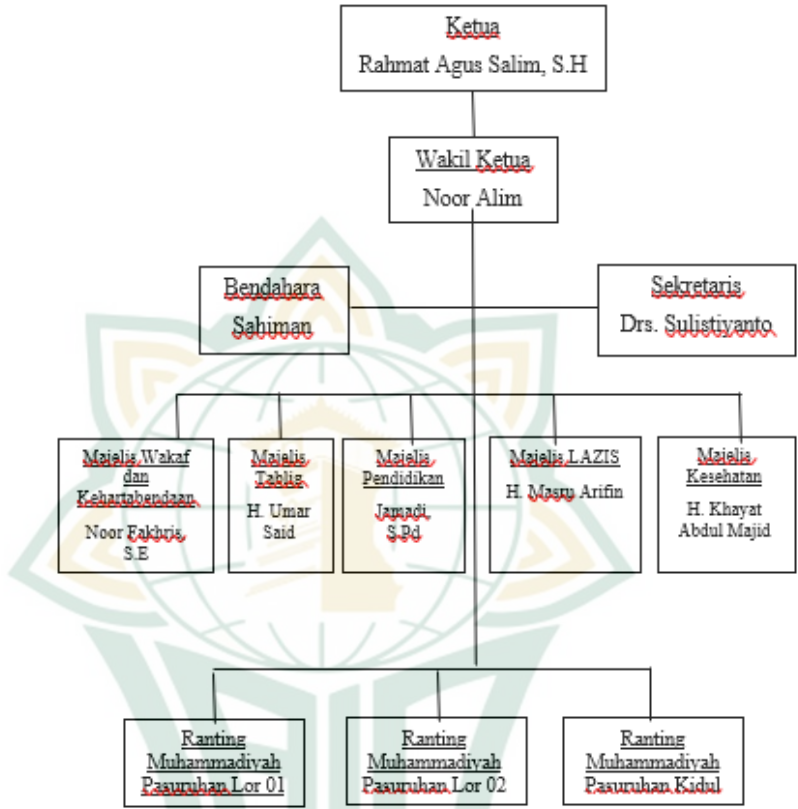 Ketua
Rahmat Agus Salim, S.H
Wakil Ketua
Noor Alim
Bendahara
Sahiman
Sekretaris
Drs. Sulistiyanto
Majelis Wakaf
dan
Kehartabendaan
Noor Fakhris,
S.E
Majelis
Tablig
H. Umar
Said
Majelis
Pendidikan
Jamadi,
S.Pd
Majelis LAZIS
H. Masru Arifin
Majelis
Kesehatan
H. Khayat
Abdul Majid
Ranting
Muhammadiyah
Pasuruhan Lor 01
Ranting
Muhammadiyah
Pasuruhan Lor 02
Ranting
Muhammadiyah
Pasuruhan Kidul